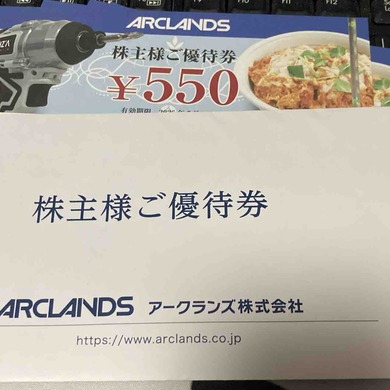 ARCLANDS
株主様ご優待券
¥550
有効期限
株主様ご優待券
ARCLANDS アークランズ株式会社
https://www.arclands.co.jp